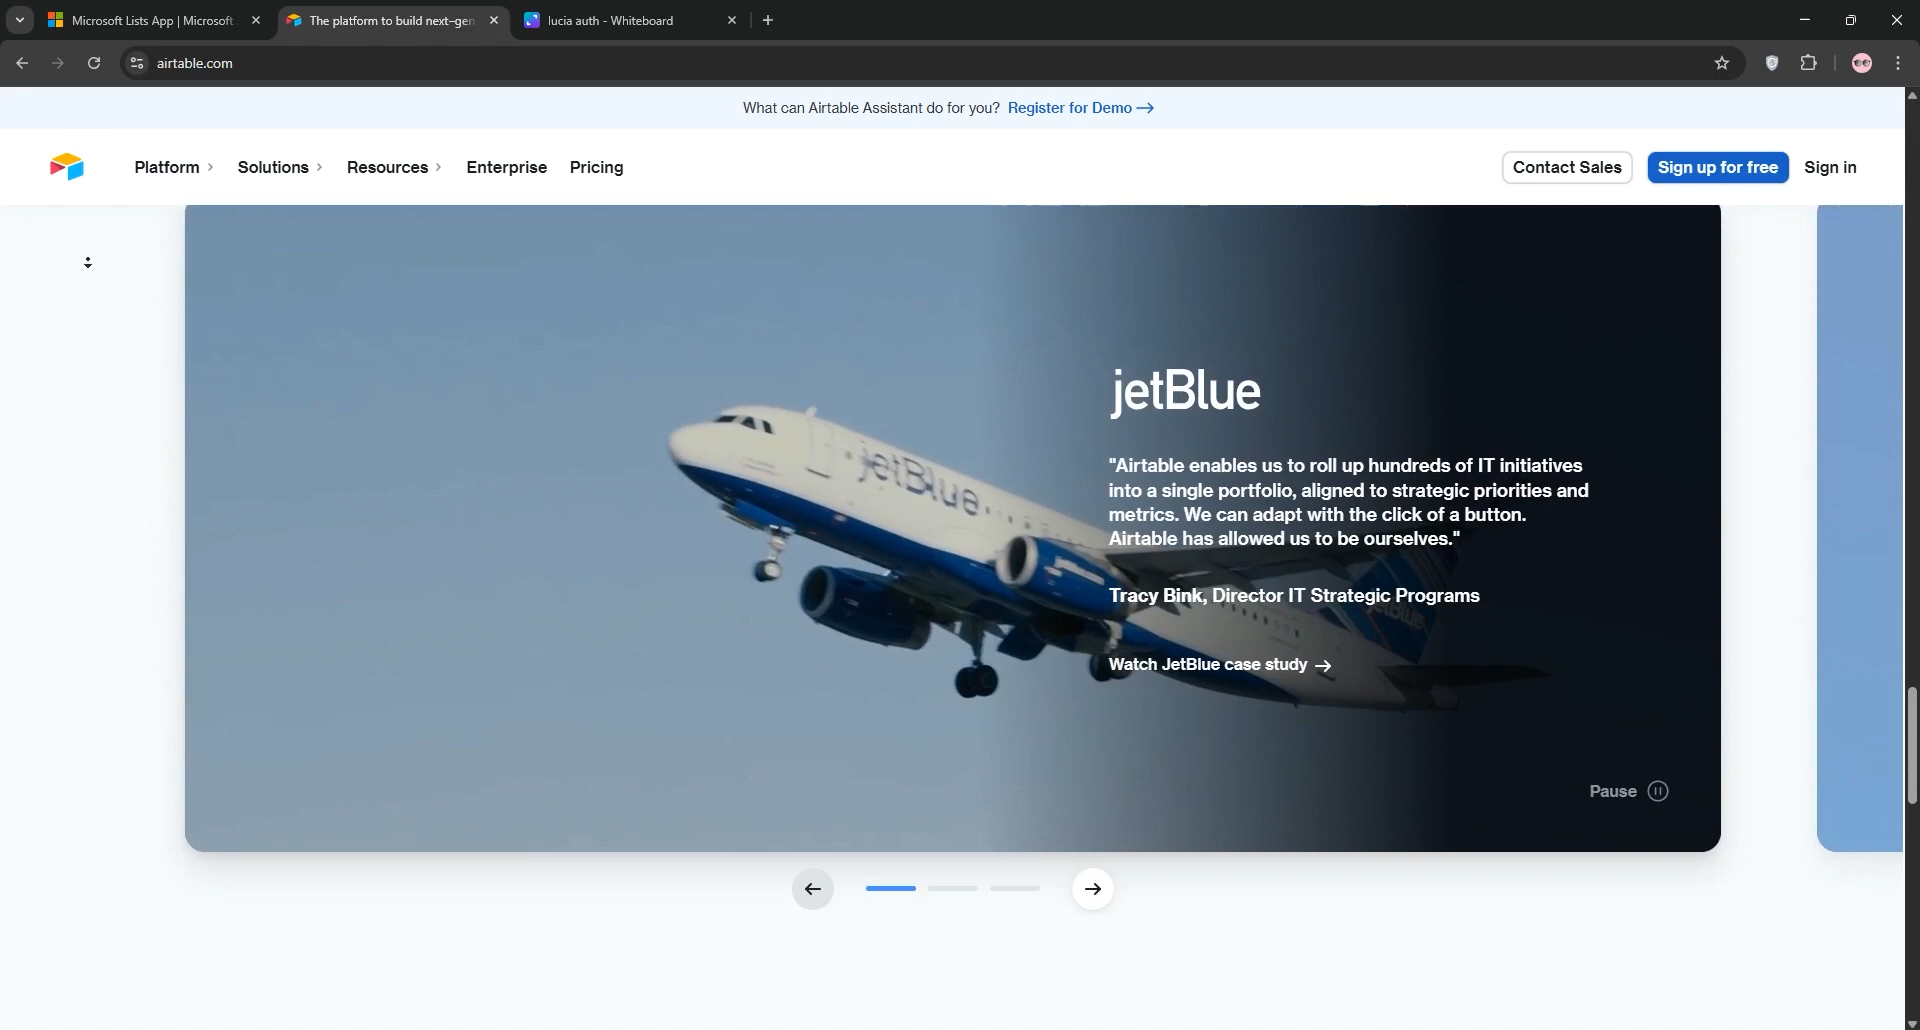 Microsoft Lists App | Microsoft
The platform to build next-gen
lucia auth - Whiteboard
airtable.com
What can Airtable Assistant do for you? Register for Demo →
Platform
Solutions
Resources
Enterprise
Pricing
Contact Sales
Sign up for free
Sign in
jetBlue
jetBlue
"Airtable enables us to roll up hundreds of IT initiatives
into a single portfolio, aligned to strategic priorities and
metrics. We can adapt with the click of a button.
Airtable has allowed us to be ourselves."
Tracy Bink, Director IT Strategic Programs
jetBlue
Watch JetBlue case study →
Pause